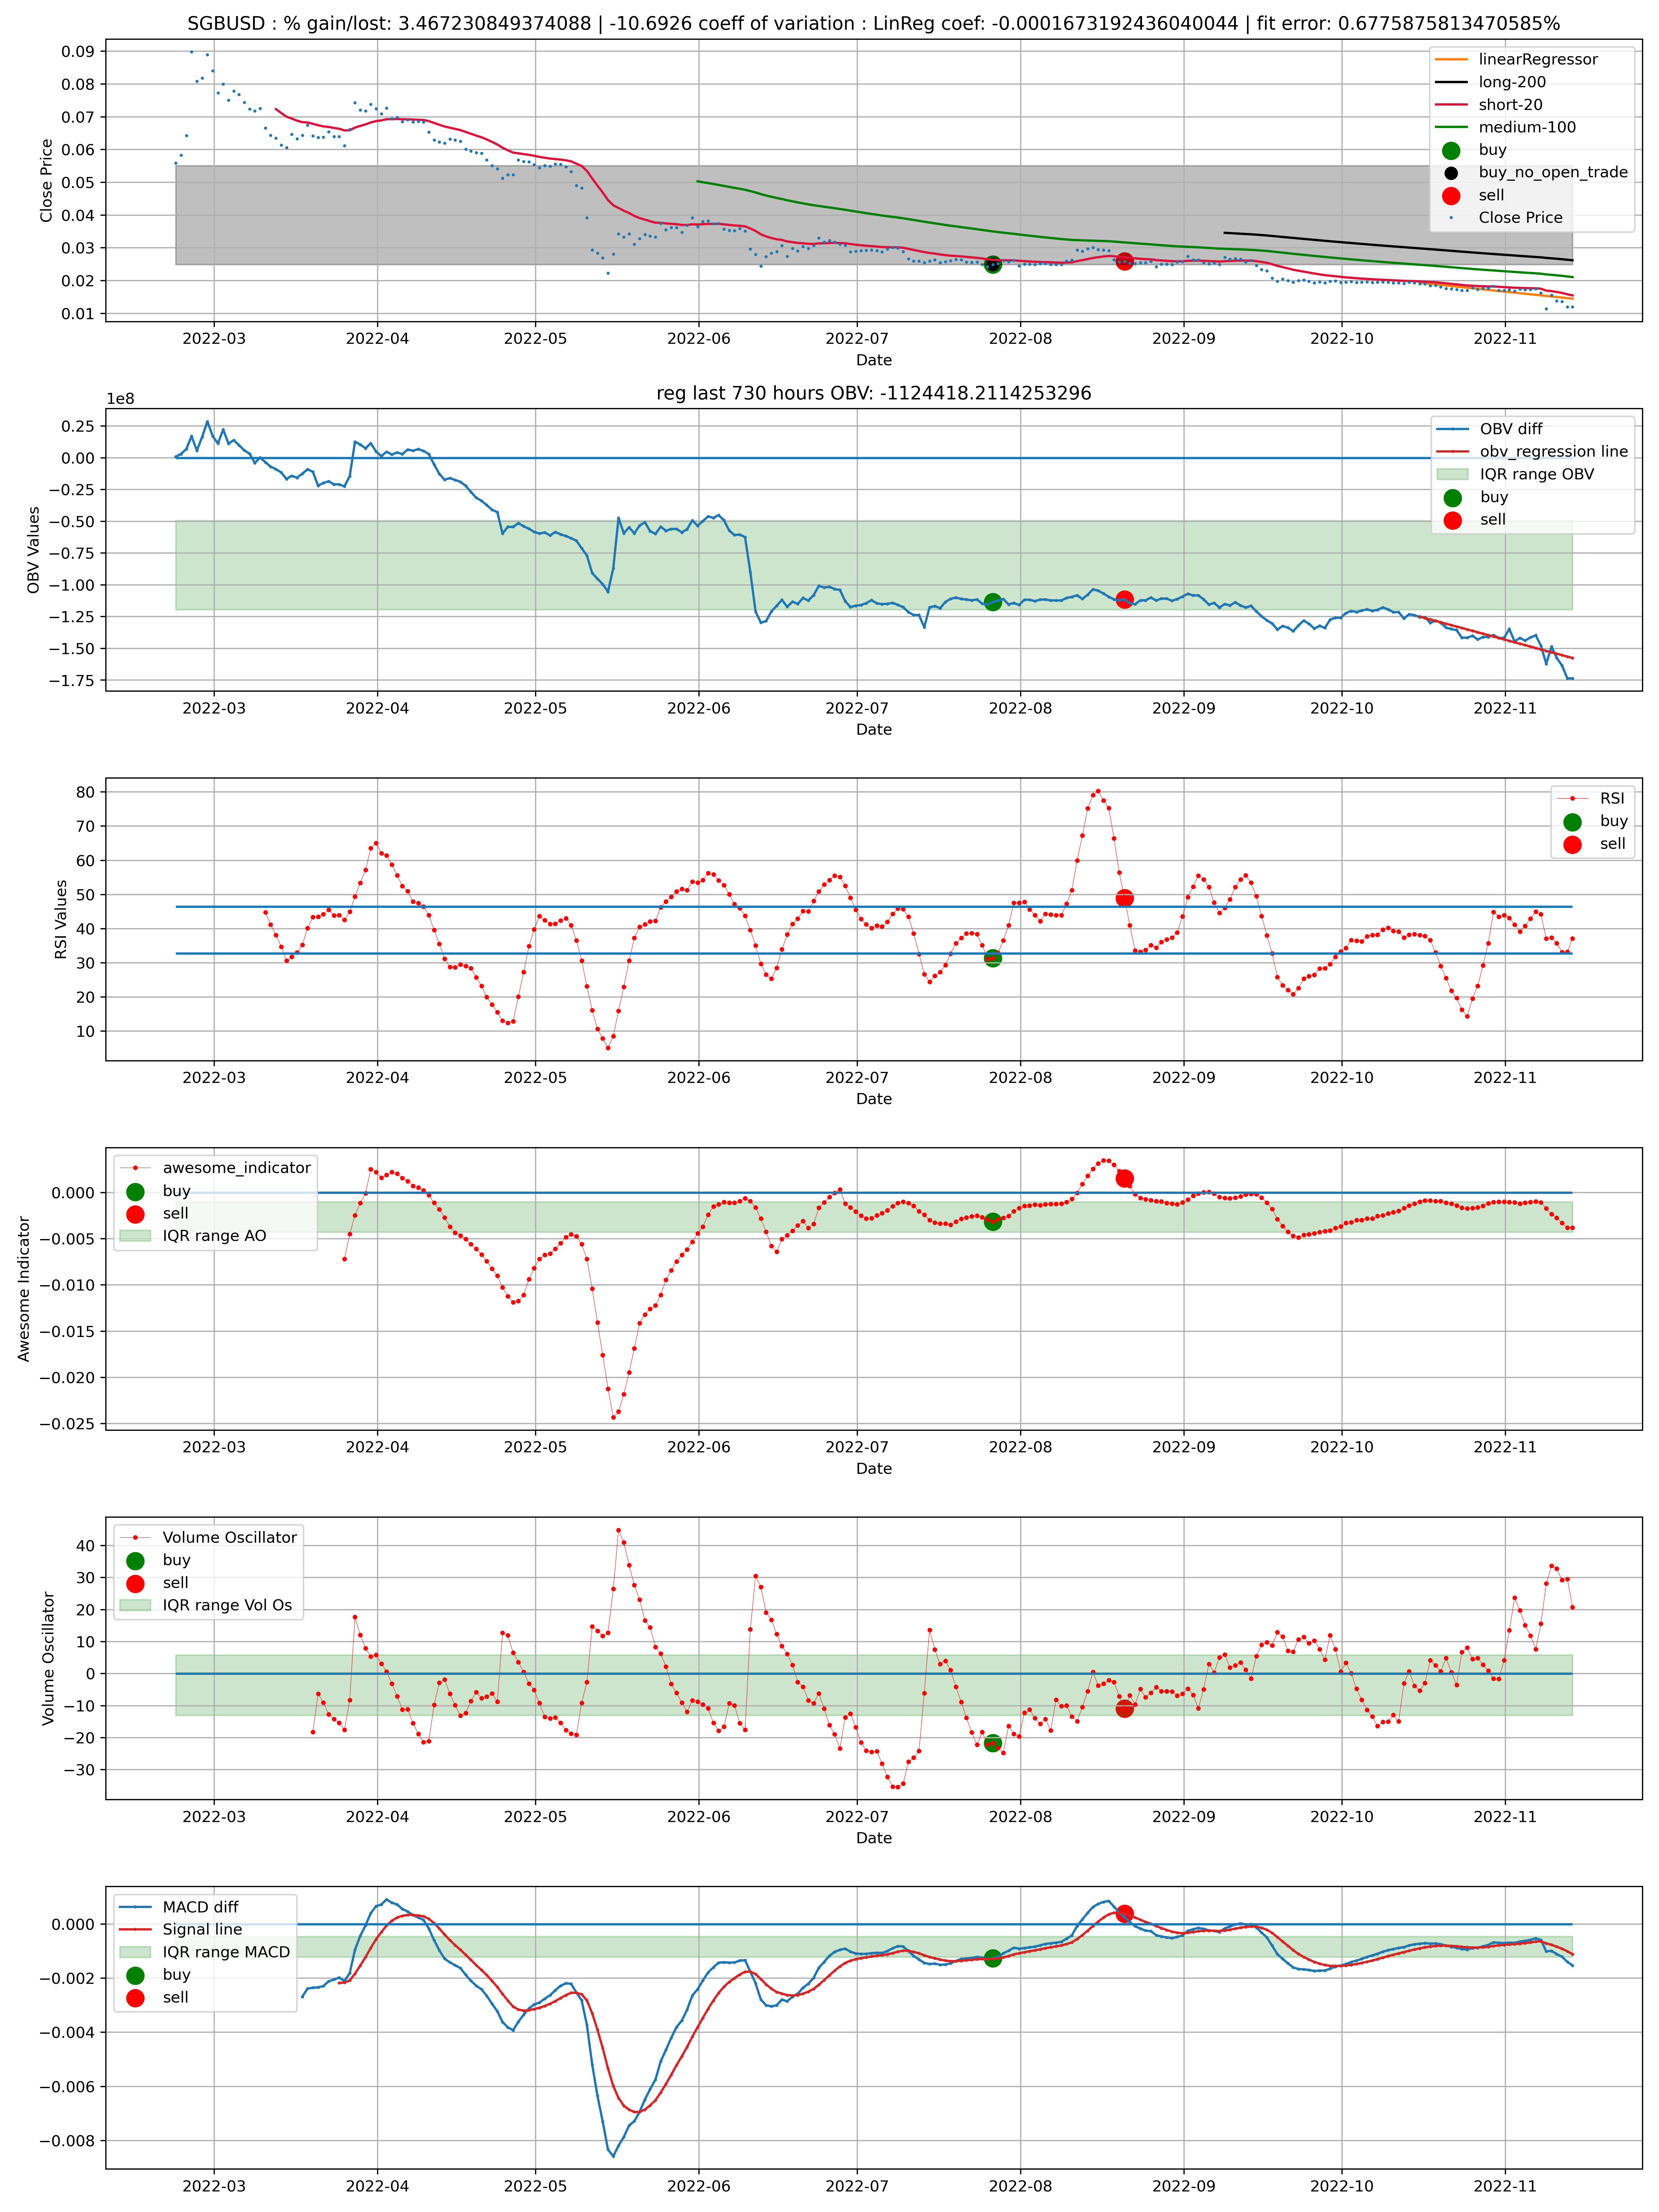 SGBUSD : % gain/lost: 3.467230849374088 | -10.6926 coeff of variation : LinReg coef: -0.0001673192436040044 | fit error: 0.6775875813470585%
0.09
0.08
0.07
0.06
0.05
0.04
0.03
0.02
0.01
Close Price
linearRegressor
long-200
short-20
medium-100
buy
buy_no_open_trade
sell
Close Price
2022-03 2022-04 2022-05 2022-06 2022-07 2022-08 2022-09 2022-10 2022-11
Date
reg last 730 hours OBV: -1124418.2114253296
1e8
0.25
0.00
−0.25
−0.50
−0.75
−1.00
−1.25
−1.50
−1.75
OBV Values
OBV diff
obv_regression line
IQR range OBV
buy
sell
2022-03 2022-04 2022-05 2022-06 2022-07 2022-08 2022-09 2022-10 2022-11
Date
80
70
60
50
40
30
20
10
RSI Values
RSI
buy
sell
2022-03 2022-04 2022-05 2022-06 2022-07 2022-08 2022-09 2022-10 2022-11
Date
0.000
−0.005
−0.010
−0.015
−0.020
−0.025
Awesome Indicator
awesome_indicator
buy
sell
IQR range AO
2022-03 2022-04 2022-05 2022-06 2022-07 2022-08 2022-09 2022-10 2022-11
Date
40
30
20
10
0
−10
−20
−30
Volume Oscillator
Volume Oscillator
buy
sell
IQR range Vol Os
2022-03 2022-04 2022-05 2022-06 2022-07 2022-08 2022-09 2022-10 2022-11
Date
0.000
−0.002
−0.004
−0.006
−0.008
MACD diff
Signal line
IQR range MACD
buy
sell
2022-03 2022-04 2022-05 2022-06 2022-07 2022-08 2022-09 2022-10 2022-11